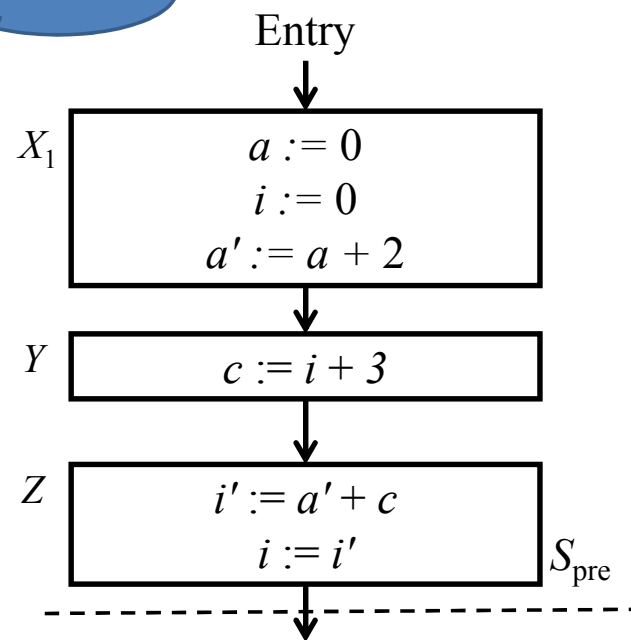 Entry
X₁
a := 0
i := 0
a' := a + 2
Y
c := i + 3
Z
i' := a' + c
i := i'
Sₚᵣₑ